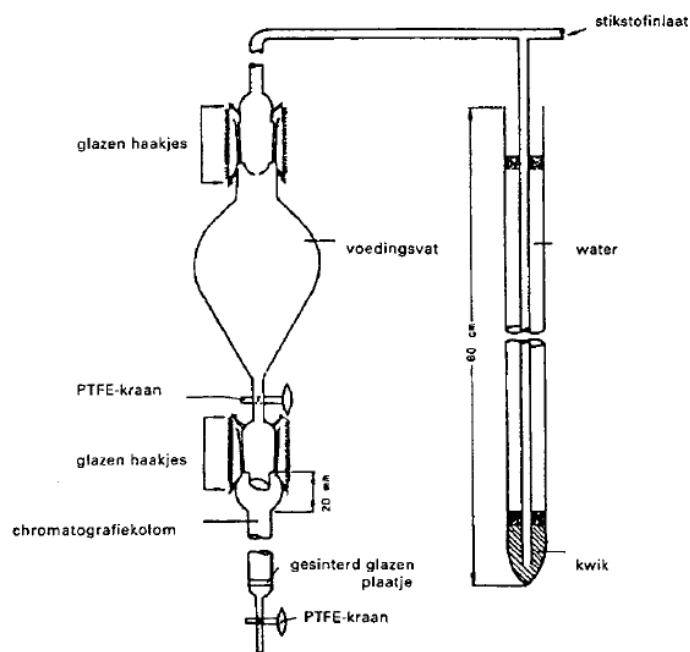 stikstofinlaat
glazen haakjes
voedingsvat
water
60 cm
PTFE-kraan
glazen haakjes
20 mm
chromatografiekolom
gesinterd glazen
plaatje
kwik
PTFE-kraan